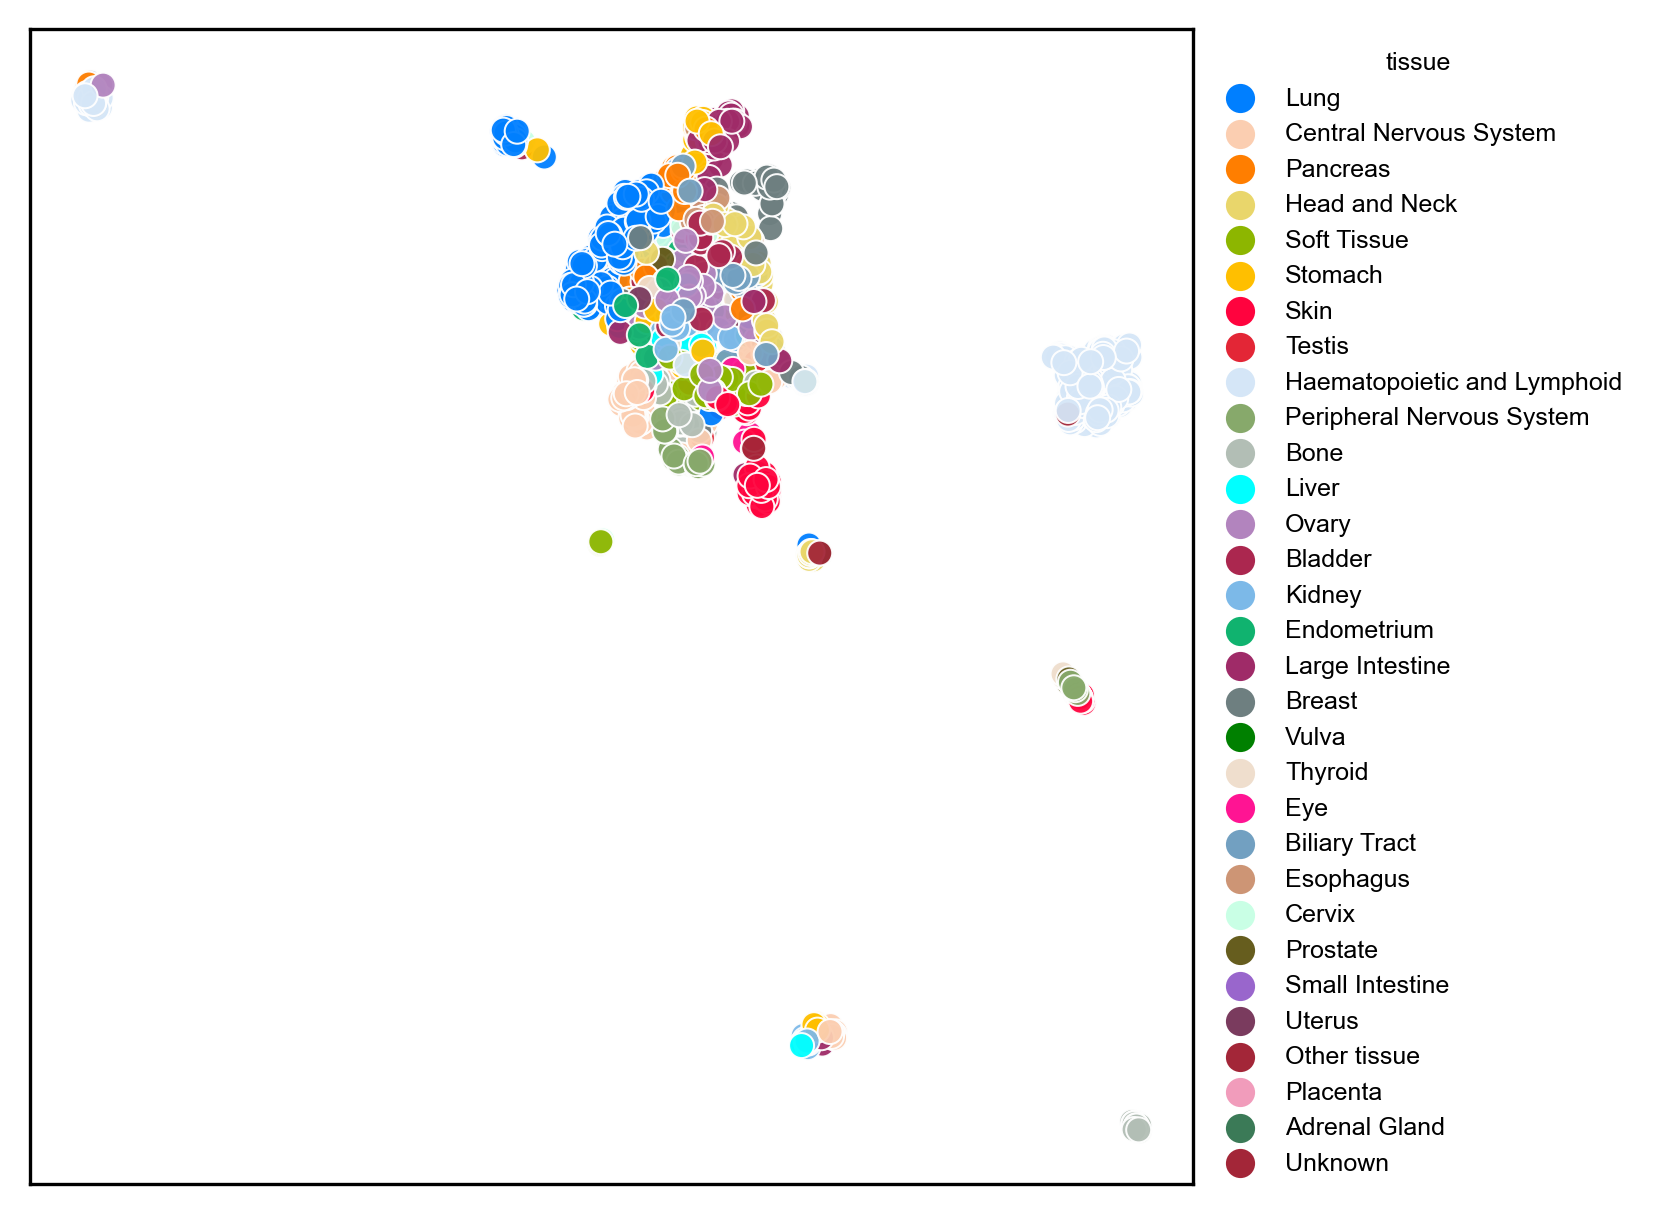 tissue
Lung
Central Nervous System
Pancreas
Head and Neck
Soft Tissue
Stomach
Skin
Testis
Haematopoietic and Lymphoid
Peripheral Nervous System
Bone
Liver
Ovary
Bladder
Kidney
Endometrium
Large Intestine
Breast
Vulva
Thyroid
Eye
Biliary Tract
Esophagus
Cervix
Prostate
Small Intestine
Uterus
Other tissue
Placenta
Adrenal Gland
Unknown